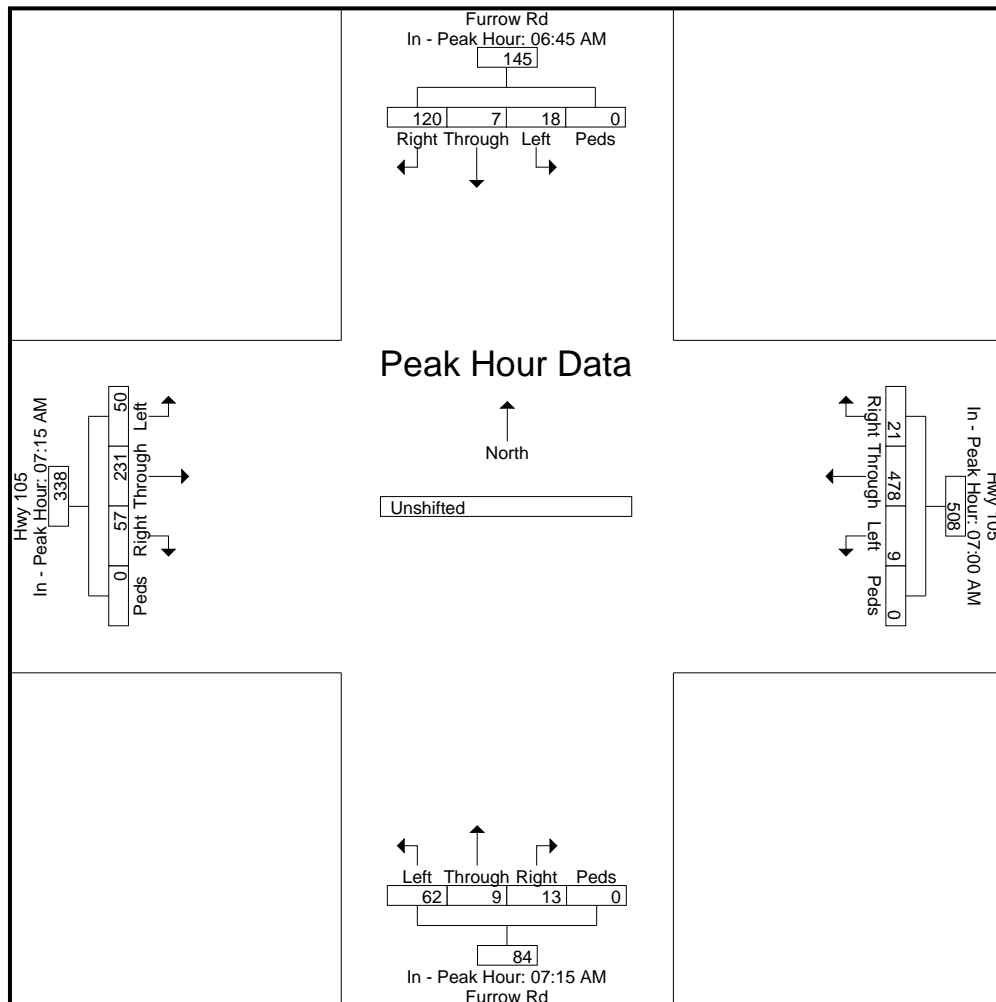 Furrow Rd
In - Peak Hour: 06:45 AM
145
120 7 18 0
Right Through Left Peds
Peak Hour Data
North
Unshifted
Hwy 105
In - Peak Hour: 07:15 AM
338
50 231 57 0
Left Through Right Peds
Hwy 105
In - Peak Hour: 07:00 AM
508
21 478 9 0
Right Through Left Peds
Left Through Right Peds
62 9 13 0
84
In - Peak Hour: 07:15 AM
Furrow Rd